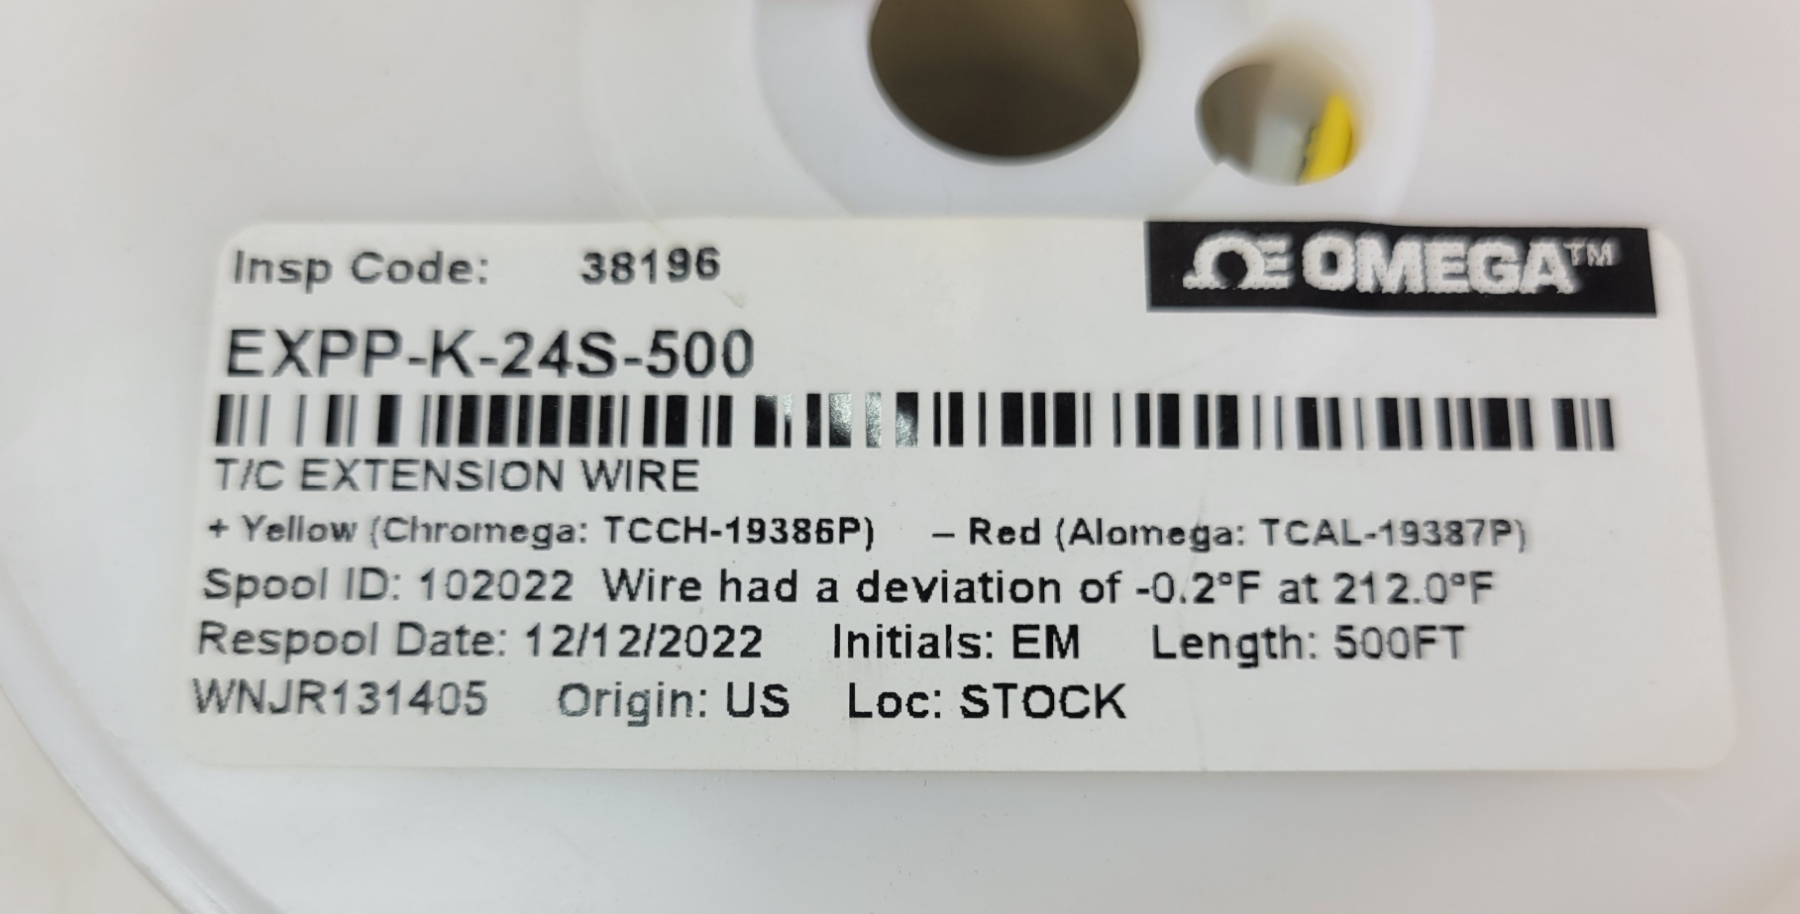 Insp Code: 38196
ΩE OMEGA™
EXPP-K-24S-500
T/C EXTENSION WIRE
+ Yellow (Chromega: TCCH-19386P) – Red (Alomega: TCAL-19387P)
Spool ID: 102022 Wire had a deviation of -0.2°F at 212.0°F
Respool Date: 12/12/2022 Initials: EM Length: 500FT
WNJR131405 Origin: US Loc: STOCK